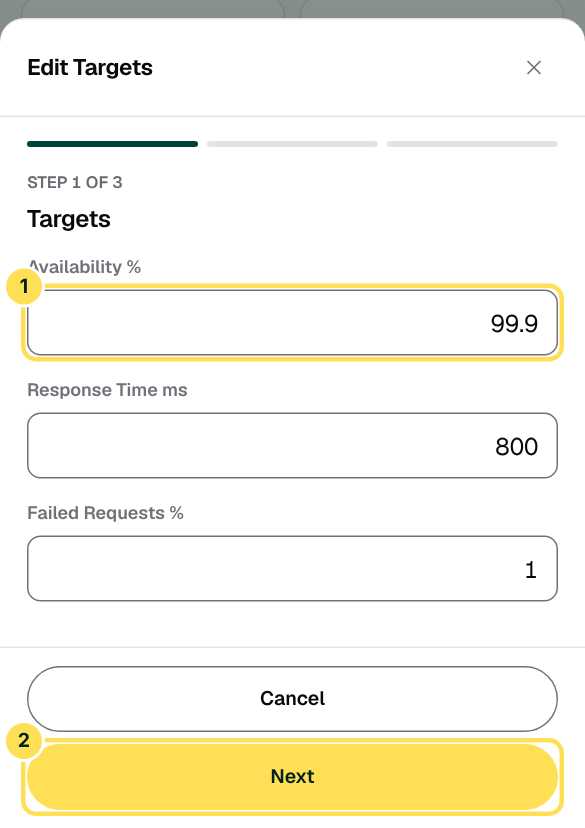 Edit Targets
STEP 1 OF 3
Targets
Availability %
1
99.9
Response Time ms
800
Failed Requests %
1
Cancel
2
Next